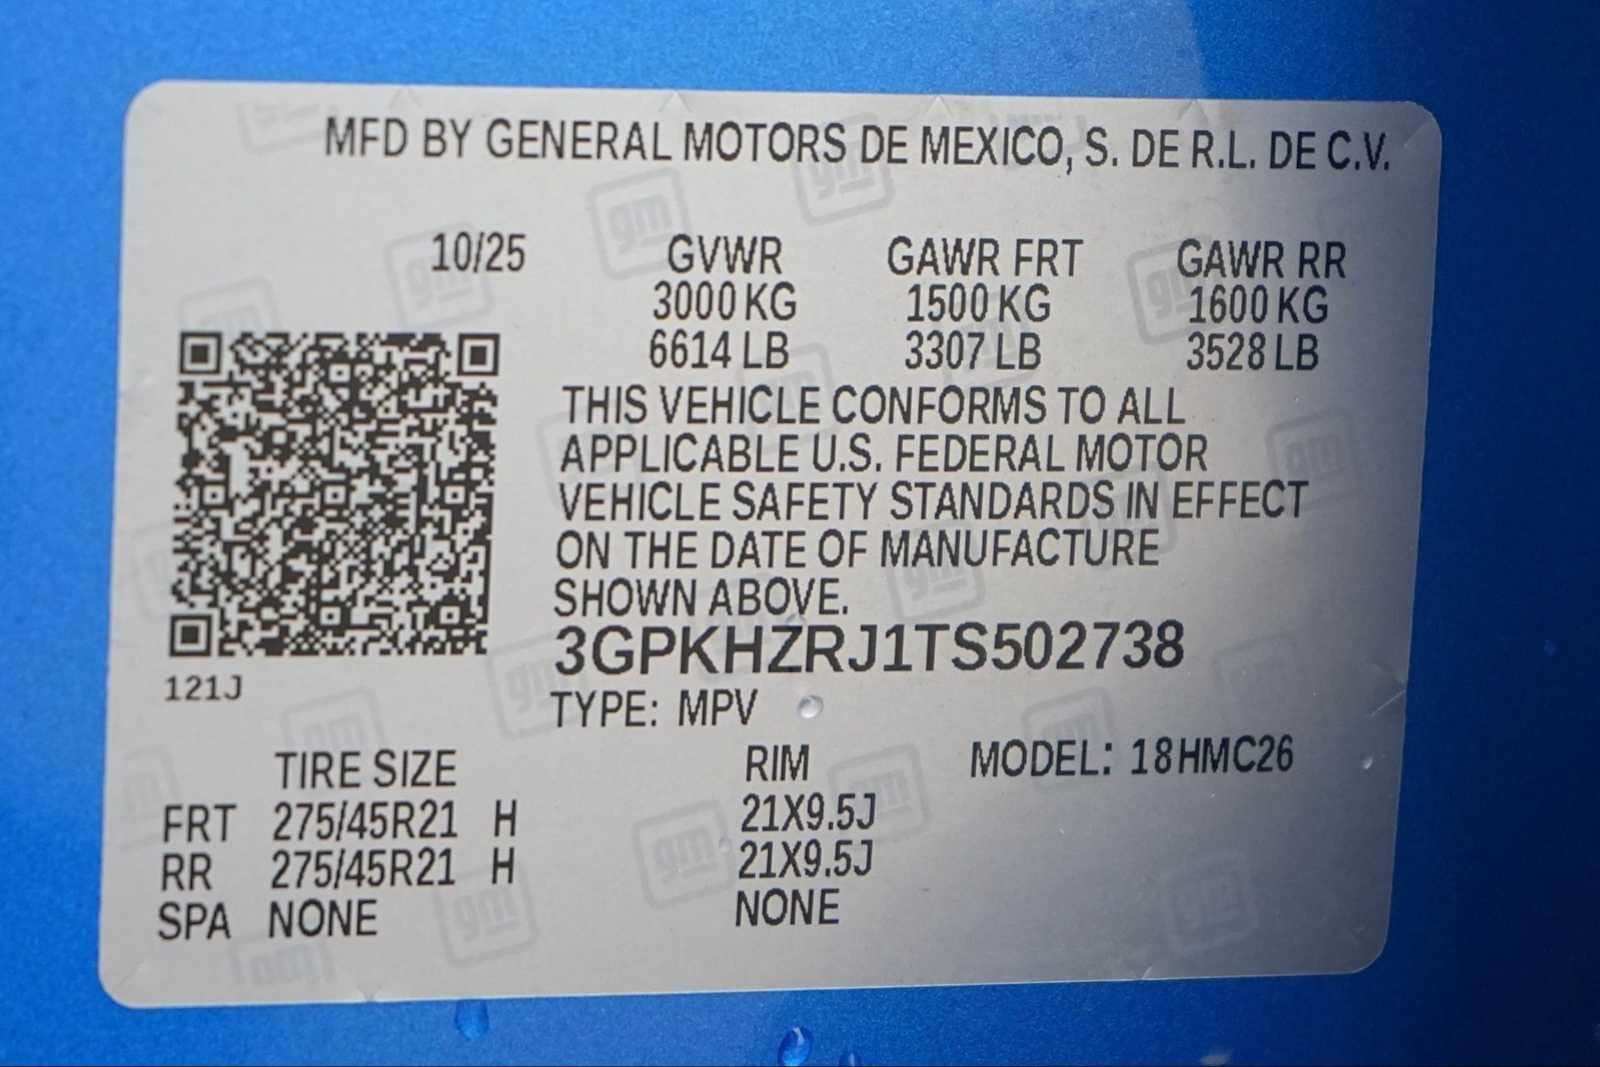 MFD BY GENERAL MOTORS DE MEXICO, S. DE R.L. DE C.V.
10/25 GVWR GAWR FRT GAWR RR
3000 KG 1500 KG 1600 KG
6614 LB 3307 LB 3528 LB
THIS VEHICLE CONFORMS TO ALL
APPLICABLE U.S. FEDERAL MOTOR
VEHICLE SAFETY STANDARDS IN EFFECT
ON THE DATE OF MANUFACTURE
SHOWN ABOVE.
3GPKHZRJ1TS502738
121J
TYPE: MPV
TIRE SIZE RIM MODEL: 18HMC26
FRT 275/45R21 H 21X9.5J
RR 275/45R21 H 21X9.5J
SPA NONE NONE